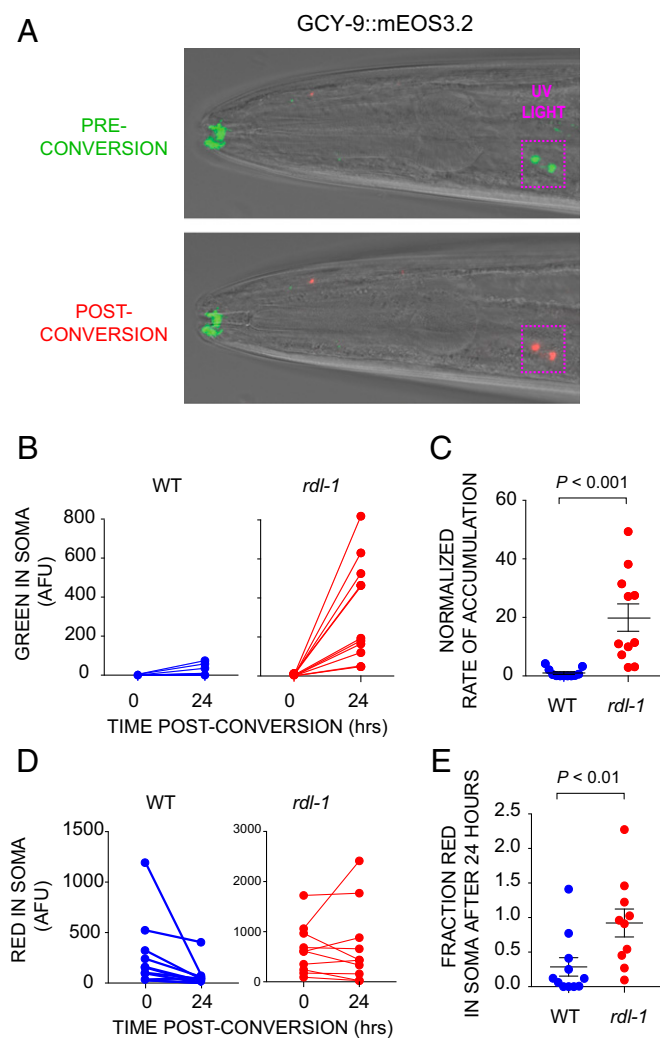 A
GCY-9::mEOS3.2
PRE-
CONVERSION
UV
LIGHT
POST-
CONVERSION
B
WT
rdl-1
GREEN IN SOMA
(AFU)
800
600
400
200
0
0
24
0
24
TIME POST-CONVERSION (hrs)
C
P < 0.001
NORMALIZED
RATE OF ACCUMULATION
60
40
20
0
WT
rdl-1
D
WT
rdl-1
RED IN SOMA
(AFU)
1500
1000
500
0
3000
2000
1000
0
0
24
0
24
TIME POST-CONVERSION (hrs)
E
P < 0.01
FRACTION RED
IN SOMA AFTER 24 HOURS
2.5
2.0
1.5
1.0
0.5
0.0
WT
rdl-1